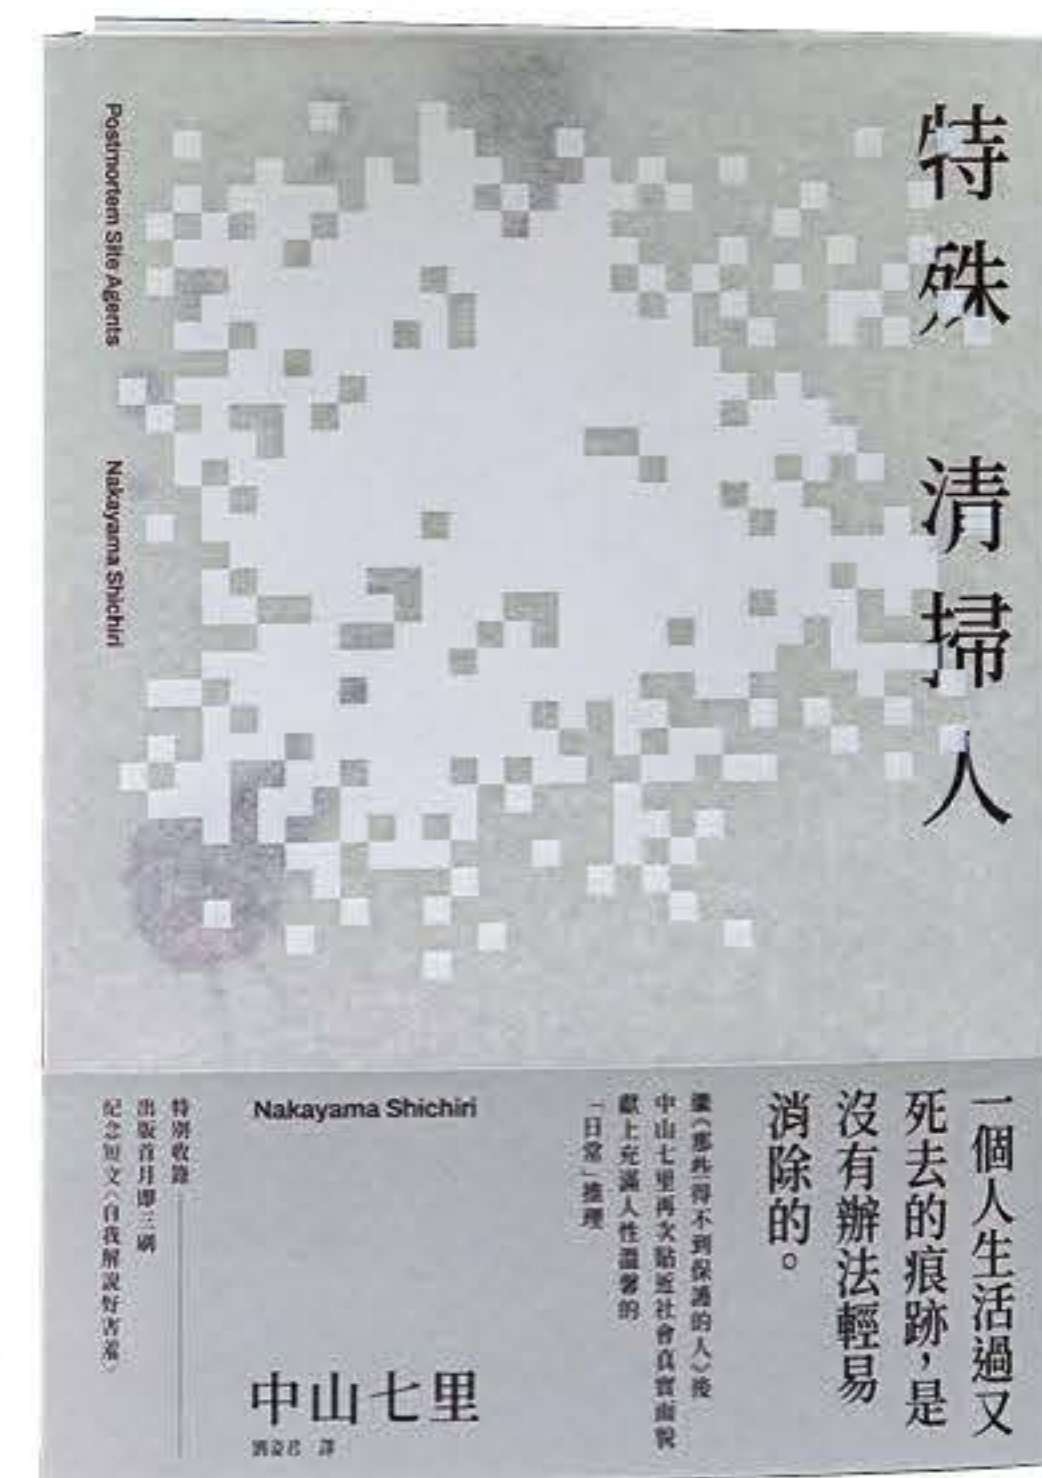 特殊清掃人
Postmortem Site Agents
Nakayama Shichiri
一個人生活過又
死去的痕跡，是
沒有辦法輕易
消除的。
繼《那些得不到保護的人》後
中山七里再次貼近社會真實面貌
獻上充滿人性溫馨的
「日常」推理
Nakayama Shichiri
中山七里
劉姿君 譯
特別收錄
出版首月即三刷
紀念短文〈自我解說好害羞〉